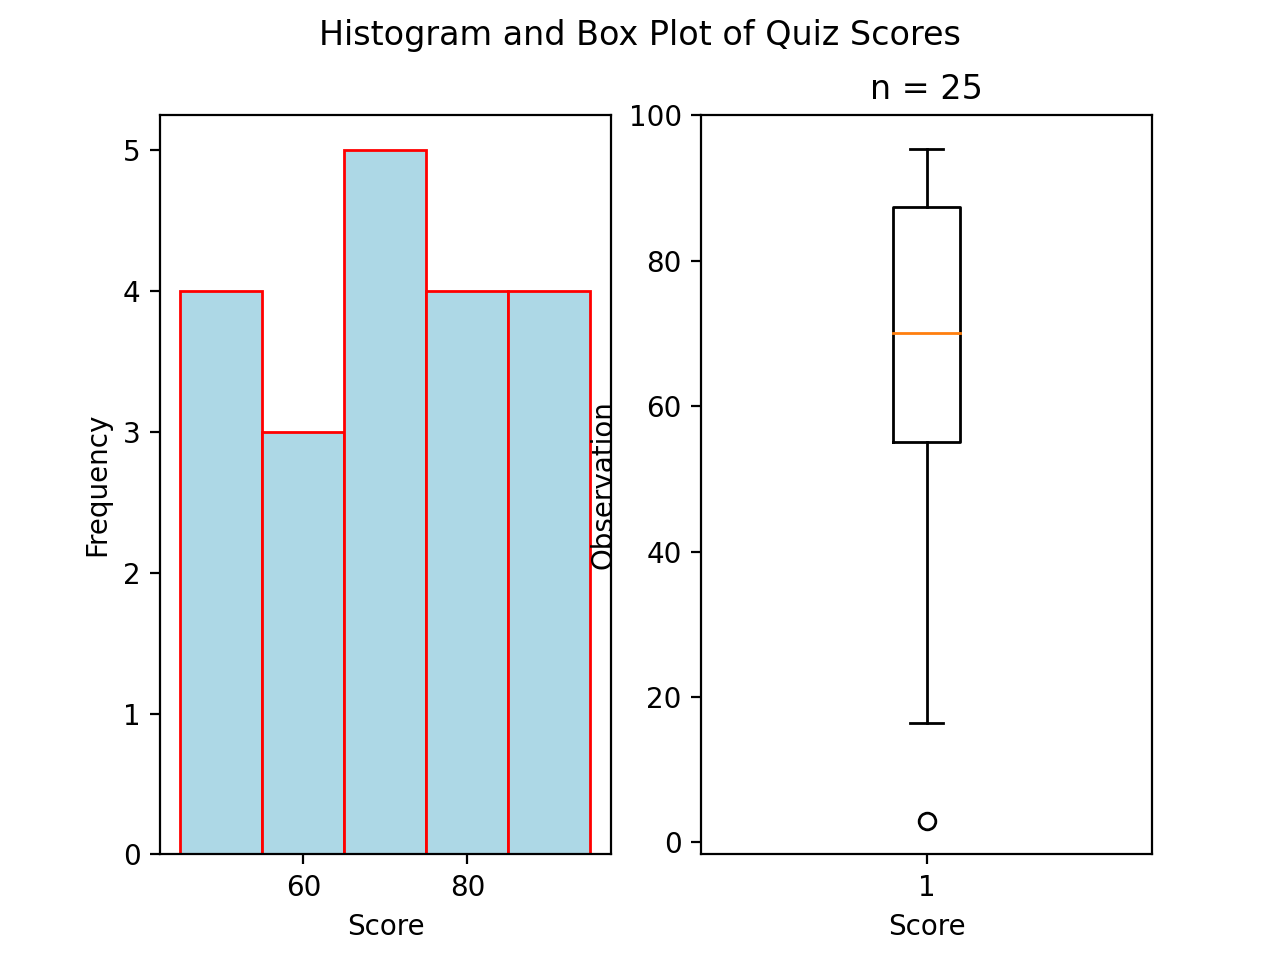 Histogram and Box Plot of Quiz Scores
5
4
3
2
1
0
Frequency
60 80
Score
n = 25
100
80
60
40
20
0
Observation
1
Score